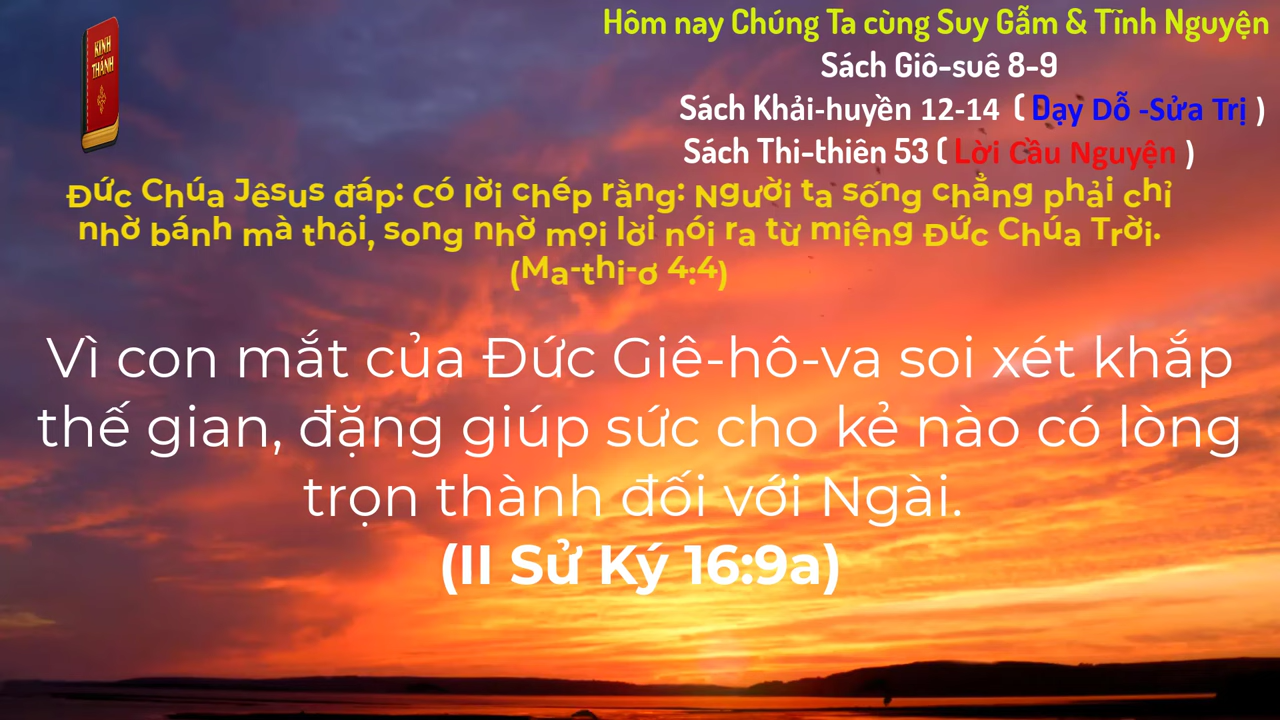 KINH
THÁNH
Hôm nay Chúng Ta cùng Suy Gẫm & Tĩnh Nguyện
Sách Giô-suê 8-9
Sách Khải-huyền 12-14 ( Dạy Dỗ -Sửa Trị )
Sách Thi-thiên 53 ( Lời Cầu Nguyện )
Đức Chúa Jêsus đáp: Có lời chép rằng: Người ta sống chẳng phải chỉ
nhờ bánh mà thôi, song nhờ mọi lời nói ra từ miệng Đức Chúa Trời.
(Ma-thi-ơ 4:4)
Vì con mắt của Đức Giê-hô-va soi xét khắp
thế gian, đặng giúp sức cho kẻ nào có lòng
trọn thành đối với Ngài.
(II Sử Ký 16:9a)